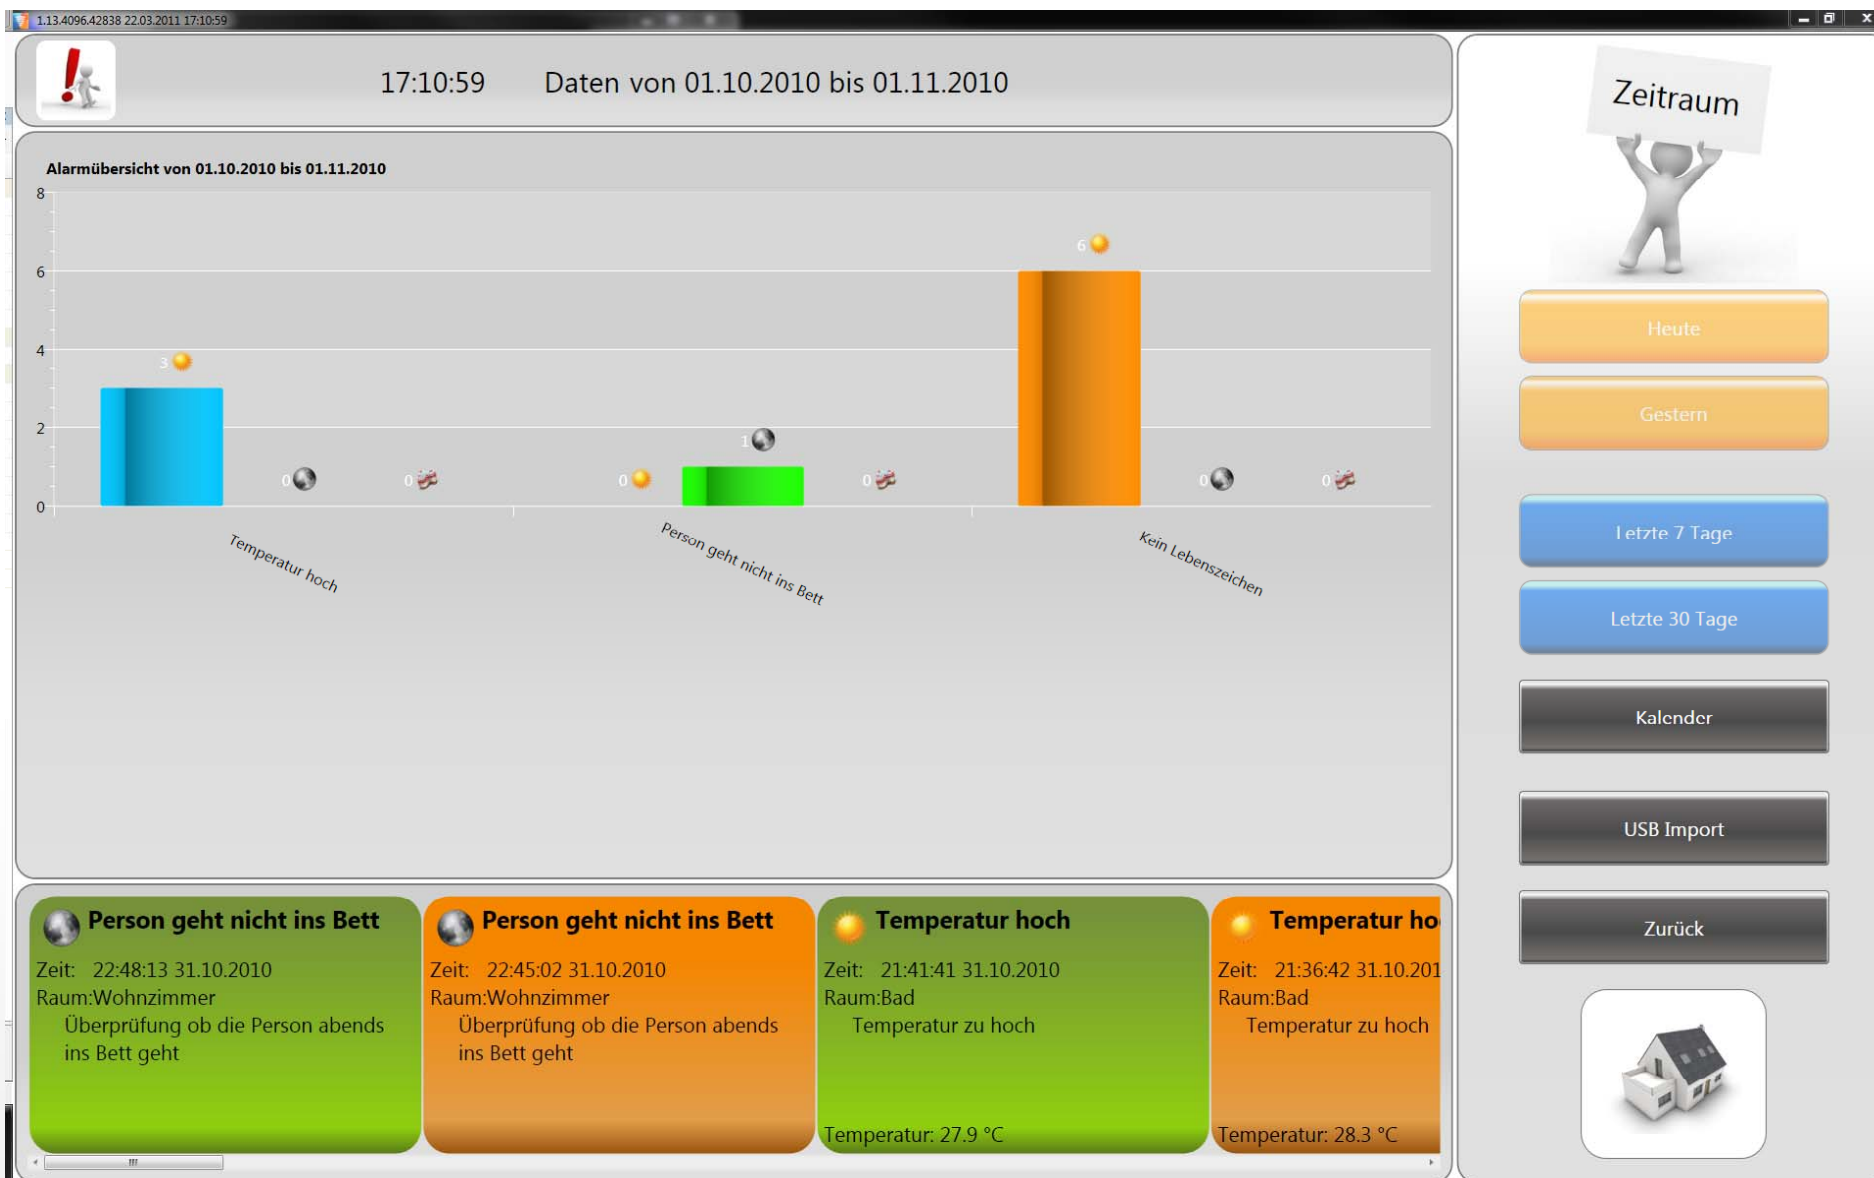 1.13.4096.42838 22.03.2011 17:10:59
17:10:59 Daten von 01.10.2010 bis 01.11.2010
Alarmübersicht von 01.10.2010 bis 01.11.2010
8
6
4
2
0
3
0
0
0
1
0
6
0
0
Temperatur hoch
Person geht nicht ins Bett
Kein Lebenszeichen
Person geht nicht ins Bett
Zeit: 22:48:13 31.10.2010
Raum:Wohnzimmer
Überprüfung ob die Person abends
ins Bett geht
Person geht nicht ins Bett
Zeit: 22:45:02 31.10.2010
Raum:Wohnzimmer
Überprüfung ob die Person abends
ins Bett geht
Temperatur hoch
Zeit: 21:41:41 31.10.2010
Raum:Bad
Temperatur zu hoch
Temperatur: 27.9 °C
Temperatur ho
Zeit: 21:36:42 31.10.201
Raum:Bad
Temperatur zu hoch
Temperatur: 28.3 °C
Zeitraum
Heute
Gestern
Letzte 7 Tage
Letzte 30 Tage
Kalender
USB Import
Zurück